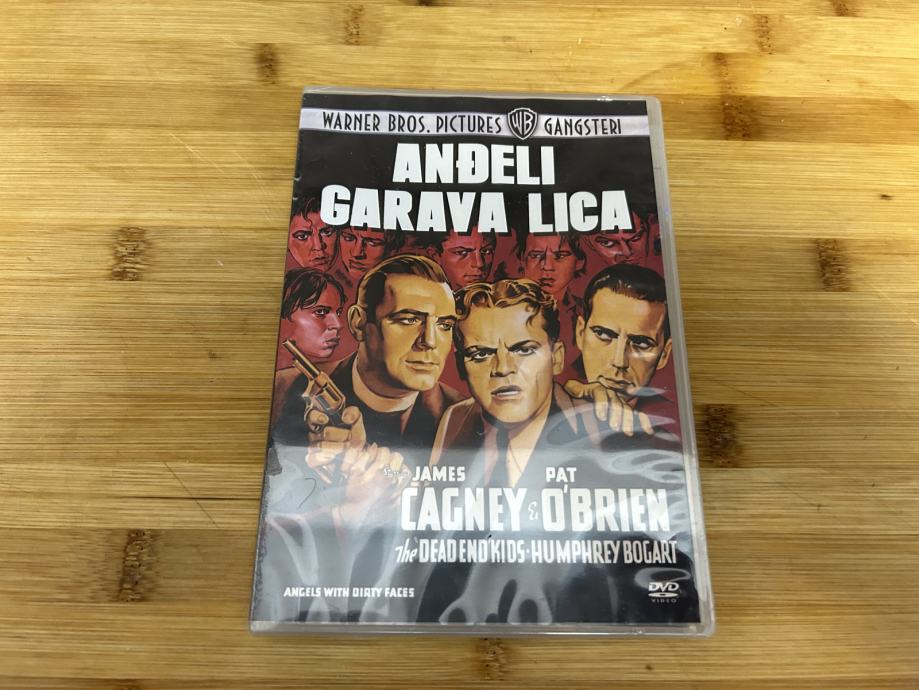 WARNER BROS. PICTURES WB GANGSTERI
ANĐELI
GARAVA LICA
JAMES PAT
CAGNEY & O'BRIEN
The "DEAD END" KIDS · HUMPHREY BOGART
ANGELS WITH DIRTY FACES
DVD
VIDEO